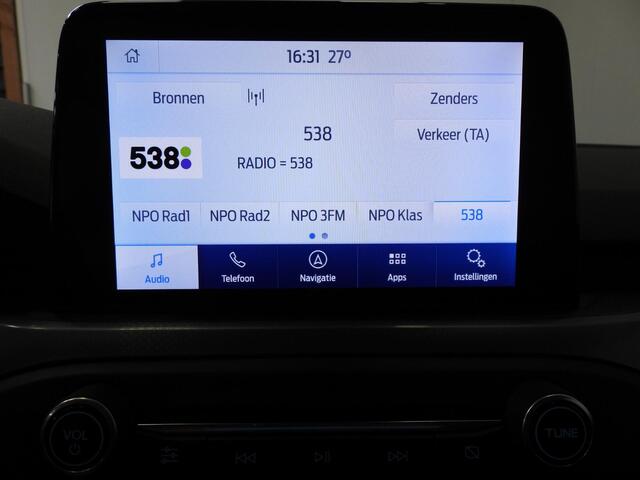 16:31 27º
Bronnen
Zenders
538
Verkeer (TA)
538
RADIO = 538
NPO Rad1 NPO Rad2 NPO 3FM NPO Klas 538
Audio Telefoon Navigatie Apps Instellingen
VOL TUNE